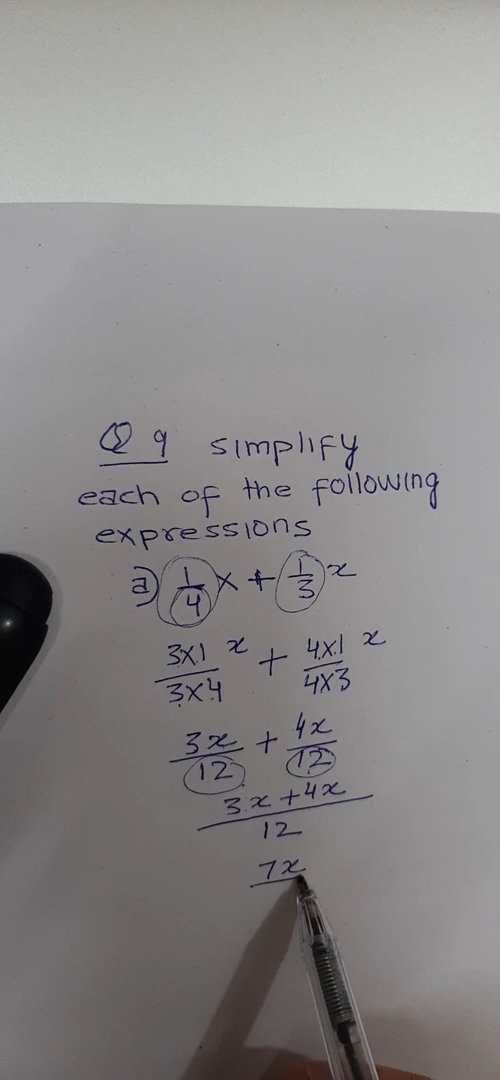 Q 9 simplify
each of the following
expressions
a) 1/4 x + 1/3 x
3x1/3x4 x + 4x1/4x3 x
3x/12 + 4x/12
3x+4x/12
7x